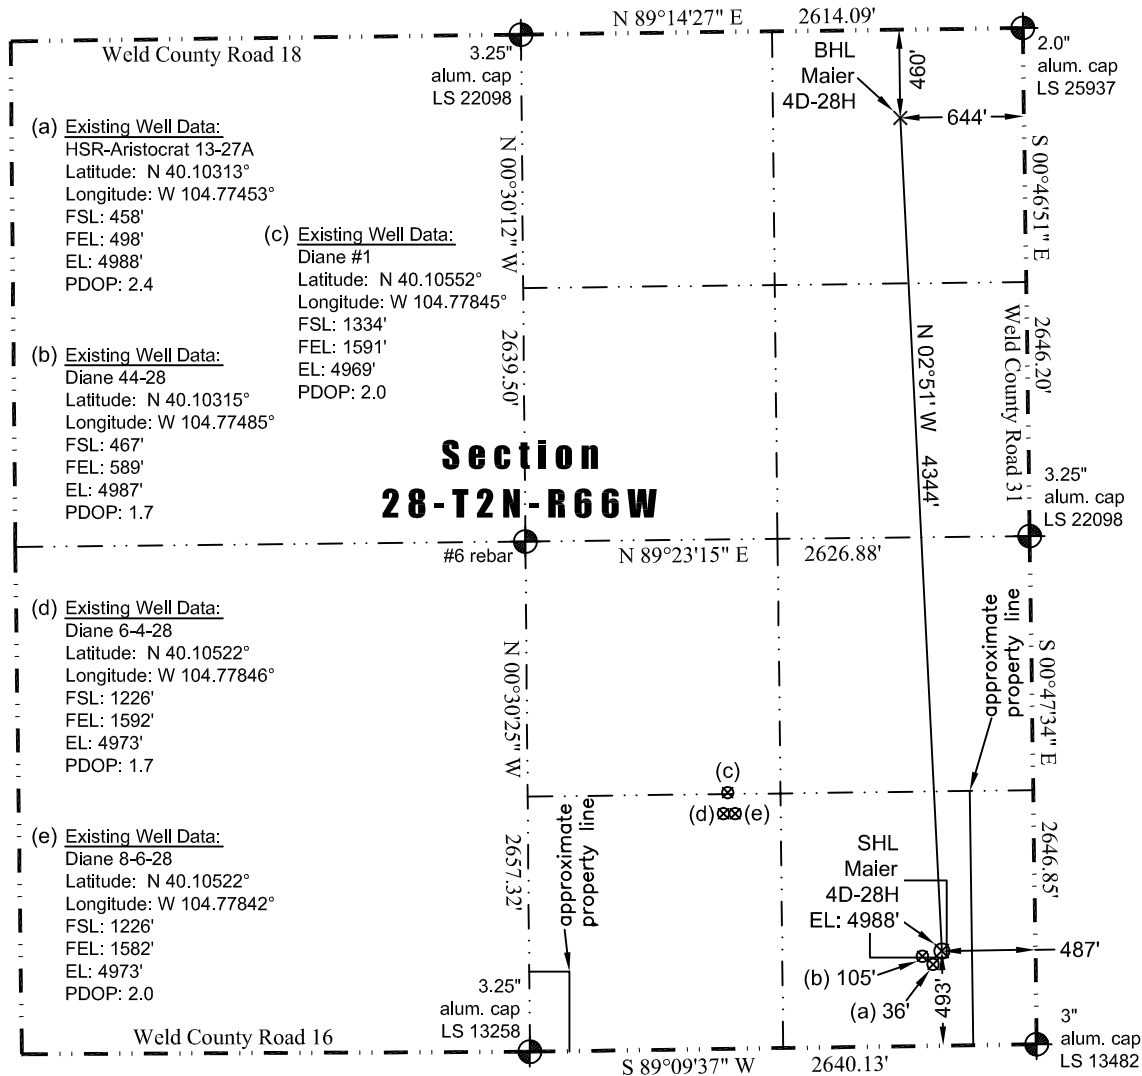 N 89°14'27" E 2614.09'
Weld County Road 18
3.25"
alum. cap
LS 22098
BHL
Maier
4D-28H
460'
644'
2.0"
alum. cap
LS 25937
(a) Existing Well Data:
HSR-Aristocrat 13-27A
Latitude: N 40.10313°
Longitude: W 104.77453°
FSL: 458'
FEL: 498'
EL: 4988'
PDOP: 2.4
(c) Existing Well Data:
Diane #1
Latitude: N 40.10552°
Longitude: W 104.77845°
FSL: 1334'
FEL: 1591'
EL: 4969'
PDOP: 2.0
N 00°30'12" W 2639.50'
S 00°46'51" E 2646.20'
Weld County Road 31
N 02°51' W 4344'
(b) Existing Well Data:
Diane 44-28
Latitude: N 40.10315°
Longitude: W 104.77485°
FSL: 467'
FEL: 589'
EL: 4987'
PDOP: 1.7
Section
28-T2N-R66W
3.25"
alum. cap
LS 22098
#6 rebar
N 89°23'15" E 2626.88'
(d) Existing Well Data:
Diane 6-4-28
Latitude: N 40.10522°
Longitude: W 104.77846°
FSL: 1226'
FEL: 1592'
EL: 4973'
PDOP: 1.7
N 00°30'25" W 2657.32'
approximate
property line
S 00°47'34" E 2646.85'
(c)
(d) (e)
approximate
property line
(e) Existing Well Data:
Diane 8-6-28
Latitude: N 40.10522°
Longitude: W 104.77842°
FSL: 1226'
FEL: 1582'
EL: 4973'
PDOP: 2.0
SHL
Maier
4D-28H
EL: 4988'
487'
(b) 105'
(a) 36'
493'
3.25"
alum. cap
LS 13258
Weld County Road 16
S 89°09'37" W 2640.13'
3"
alum. cap
LS 13482